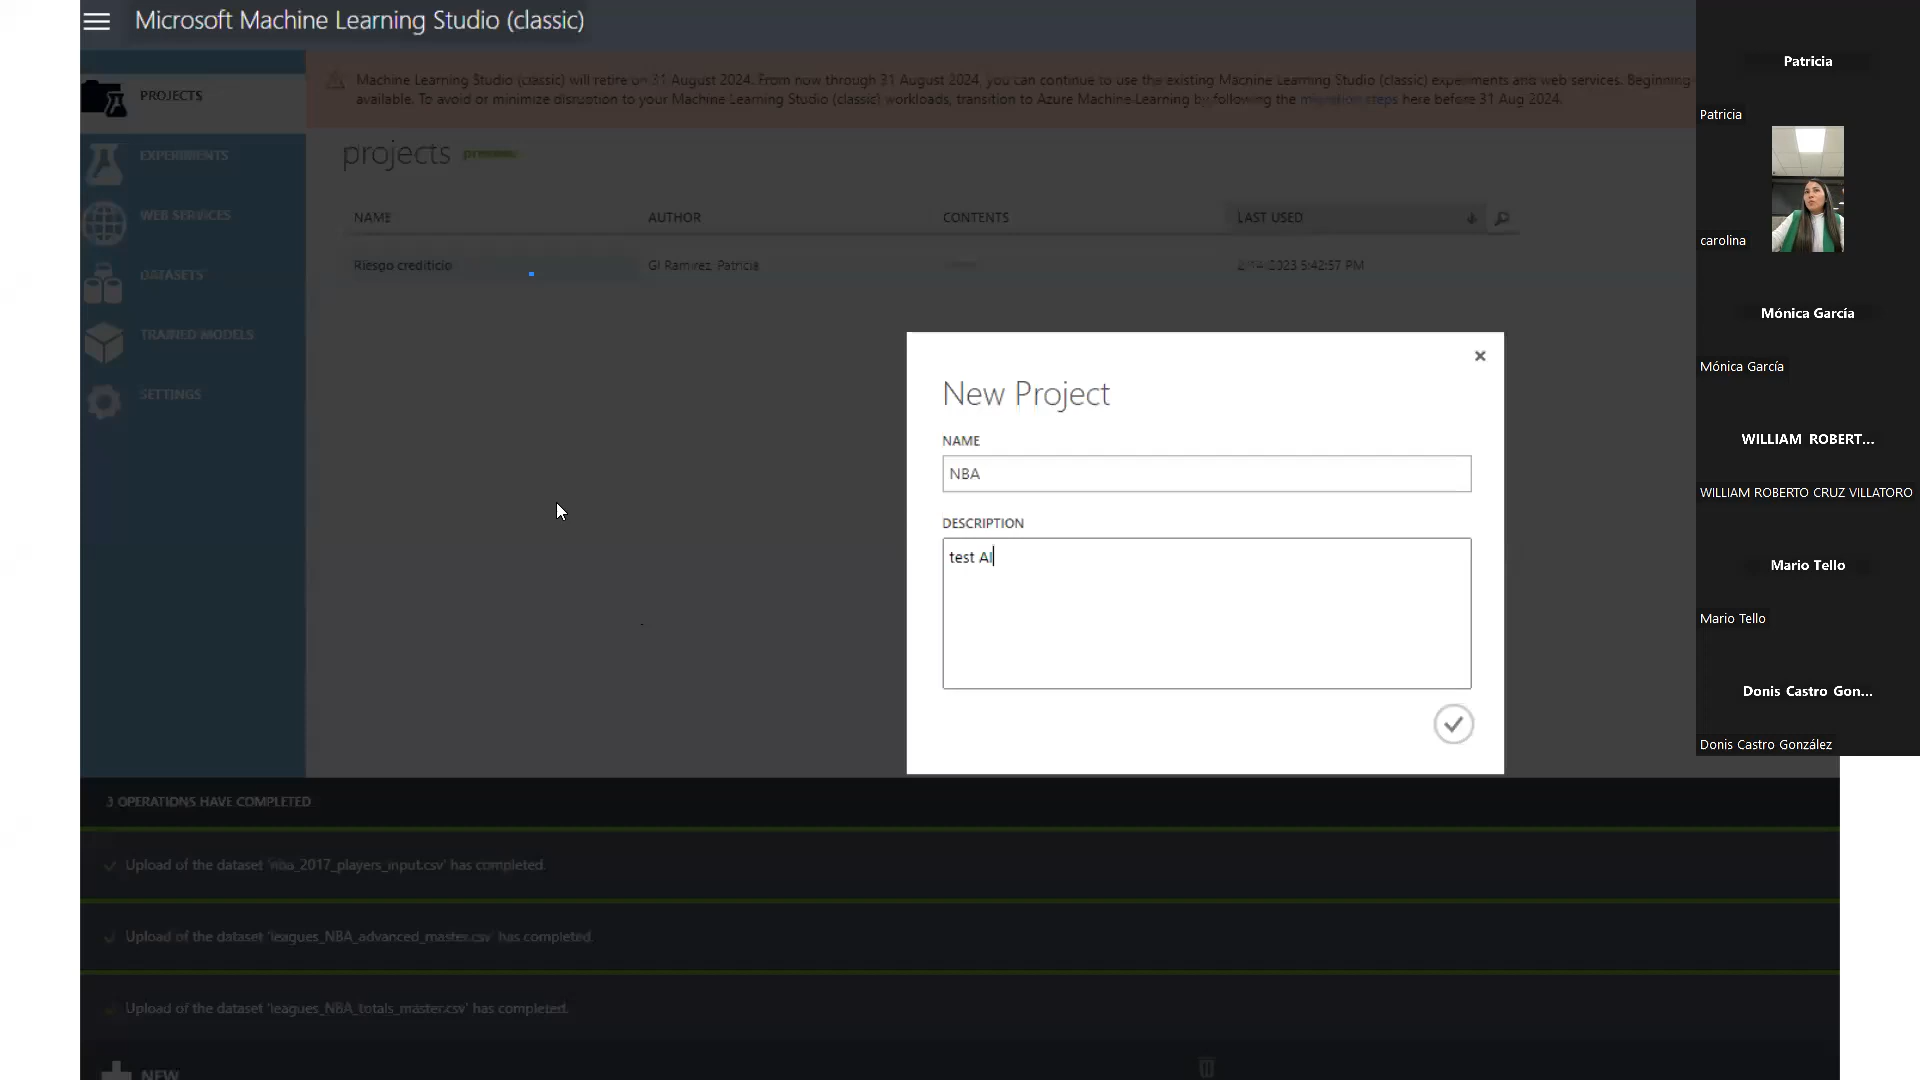 Microsoft Machine Learning Studio (classic)
Machine Learning Studio (classic) will retire on 31 August 2024. From now through 31 August 2024, you can continue to use the existing Machine Learning Studio (classic) experiments and web services. Beginning
available. To avoid or minimize disruption to your Machine Learning Studio (classic) workloads, transition to Azure Machine Learning by following the migration steps here before 31 Aug 2024.
PROJECTS
EXPERIMENTS
WEB SERVICES
DATASETS
TRAINED MODELS
SETTINGS
projects
NAME AUTHOR CONTENTS LAST USED
Riesgo crediticio GI Ramirez, Patricia 5:42:57 PM
New Project
NAME
NBA
DESCRIPTION
test AI
3 OPERATIONS HAVE COMPLETED
Upload of the dataset 'nba_2017_players_input.csv' has completed.
Upload of the dataset 'leagues_NBA_advanced_master.csv' has completed.
Upload of the dataset 'leagues_NBA_totals_master.csv' has completed.
NEW
Patricia
Patricia
carolina
Mónica García
Mónica García
WILLIAM ROBERT...
WILLIAM ROBERTO CRUZ VILLATORO
Mario Tello
Mario Tello
Donis Castro Gon...
Donis Castro González